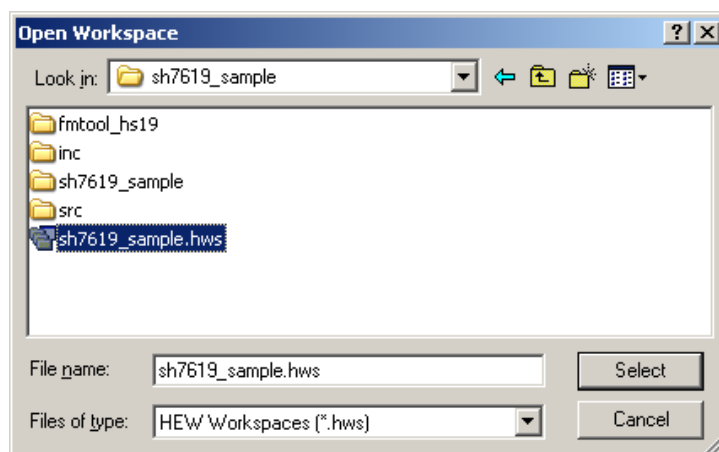 Open Workspace
Look in: sh7619_sample
fmtool_hs19
inc
sh7619_sample
src
sh7619_sample.hws
File name: sh7619_sample.hws Select
Files of type: HEW Workspaces (*.hws) Cancel